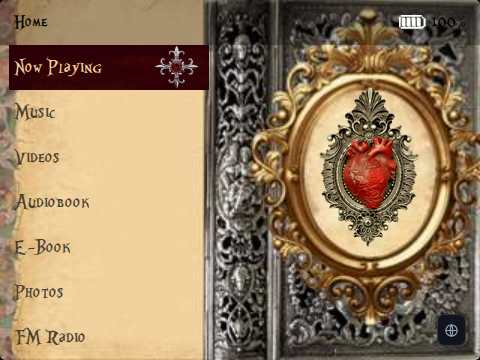 Home
100
Now Playing
Music
Videos
Audiobook
E-Book
Photos
FM Radio